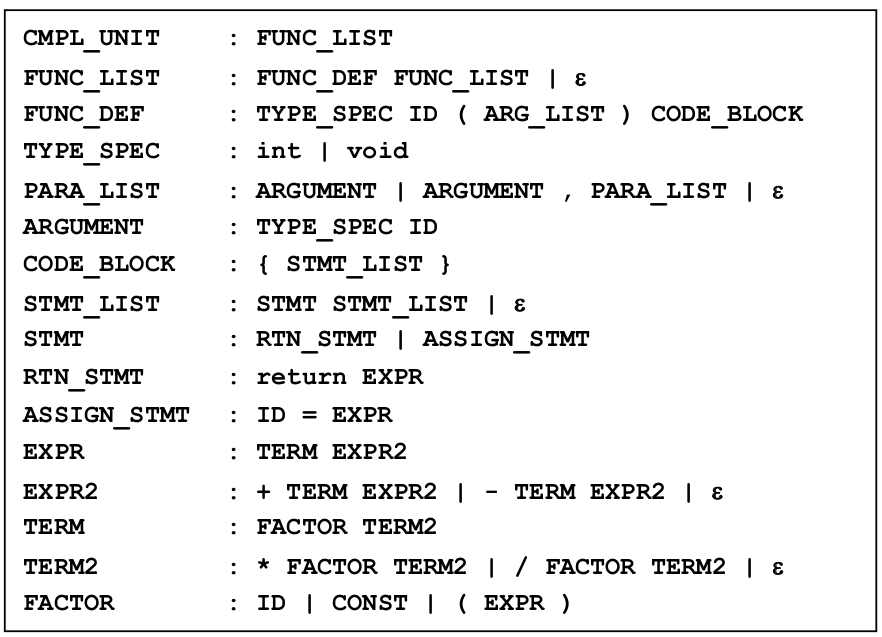 CMPL_UNIT : FUNC_LIST
FUNC_LIST : FUNC_DEF FUNC_LIST | ε
FUNC_DEF : TYPE_SPEC ID ( ARG_LIST ) CODE_BLOCK
TYPE_SPEC : int | void
PARA_LIST : ARGUMENT | ARGUMENT , PARA_LIST | ε
ARGUMENT : TYPE_SPEC ID
CODE_BLOCK : { STMT_LIST }
STMT_LIST : STMT STMT_LIST | ε
STMT : RTN_STMT | ASSIGN_STMT
RTN_STMT : return EXPR
ASSIGN_STMT : ID = EXPR
EXPR : TERM EXPR2
EXPR2 : + TERM EXPR2 | - TERM EXPR2 | ε
TERM : FACTOR TERM2
TERM2 : * FACTOR TERM2 | / FACTOR TERM2 | ε
FACTOR : ID | CONST | ( EXPR )